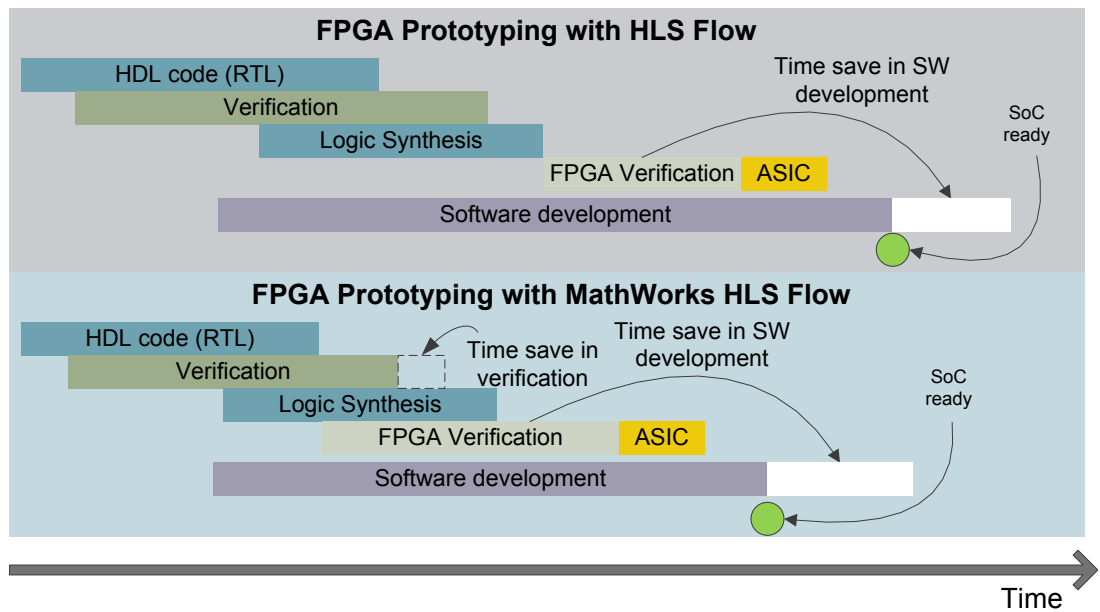 FPGA Prototyping with HLS Flow
HDL code (RTL)
Time save in SW
development
Verification
SoC
ready
Logic Synthesis
FPGA Verification
ASIC
Software development
FPGA Prototyping with MathWorks HLS Flow
HDL code (RTL)
Time save in SW
development
Time save in
verification
Verification
SoC
ready
Logic Synthesis
FPGA Verification
ASIC
Software development
Time